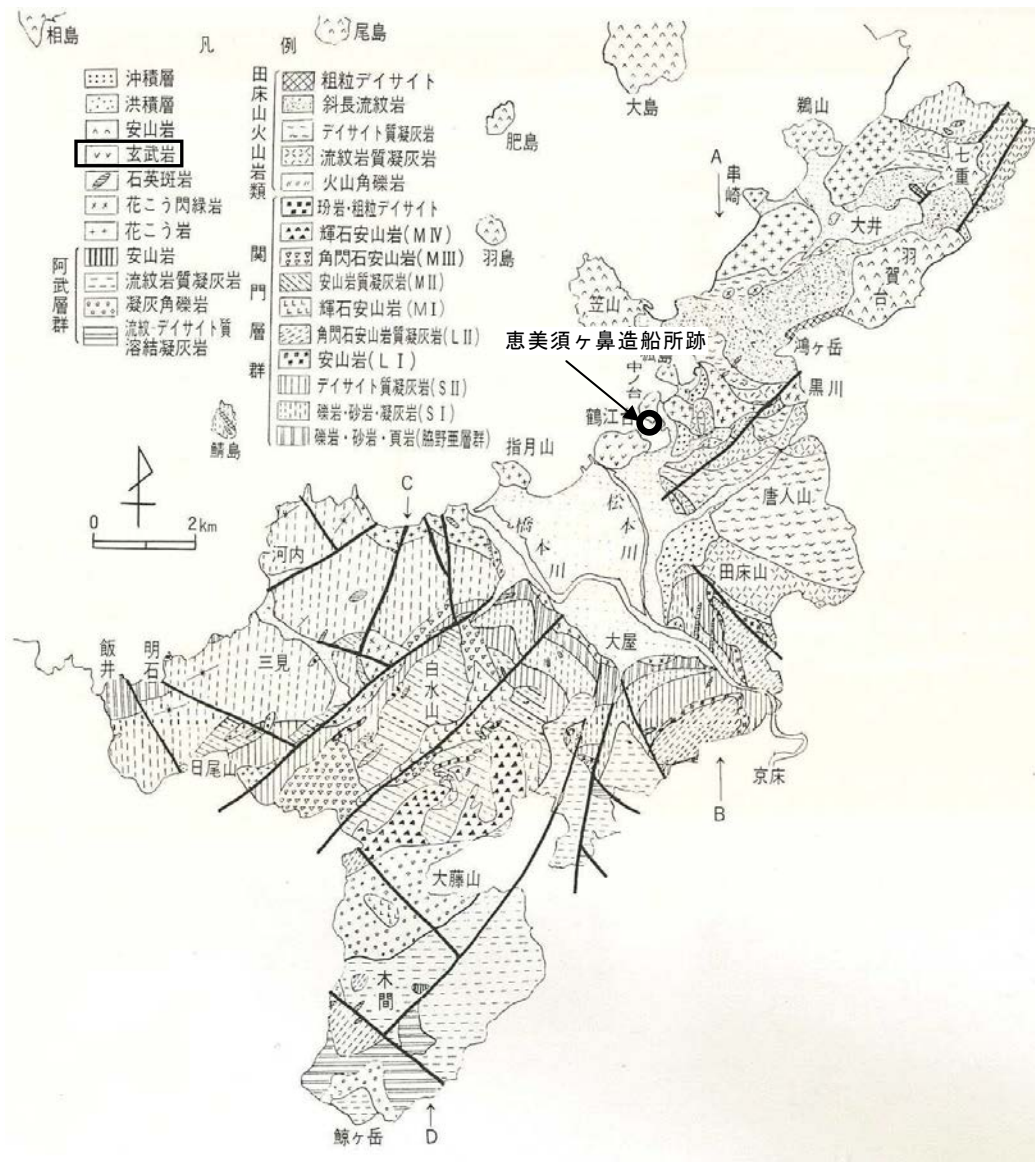 相島
尾島
大島
肥島
羽島
凡例
沖積層
洪積層
安山岩
玄武岩
石英斑岩
花こう閃緑岩
花こう岩
阿武層群
安山岩
流紋岩質凝灰岩
凝灰角礫岩
流紋-デイサイト質
溶結凝灰岩
田床山火山岩類
粗粒デイサイト
斜長流紋岩
デイサイト質凝灰岩
流紋岩質凝灰岩
火山角礫岩
関門層群
玢岩・粗粒デイサイト
輝石安山岩(MⅣ)
角閃石安山岩(MⅢ)
安山岩質凝灰岩(MⅡ)
輝石安山岩(MⅠ)
角閃石安山岩質凝灰岩(LⅡ)
安山岩(LⅠ)
デイサイト質凝灰岩(SⅡ)
礫岩・砂岩・凝灰岩(SⅠ)
礫岩・砂岩・頁岩(脇野亜層群)
鵜山
A
串崎
七重
大井
羽賀台
笠山
恵美須ヶ鼻造船所跡
中ノ台
鴻ヶ岳
黒川
鶴江台
鯖島
指月山
0
2km
C
松本川
橋本川
唐人山
河内
田床山
大屋
飯井
明石
三見
白水山
日尾山
京床
B
大藤山
木間
鯨ヶ岳
D